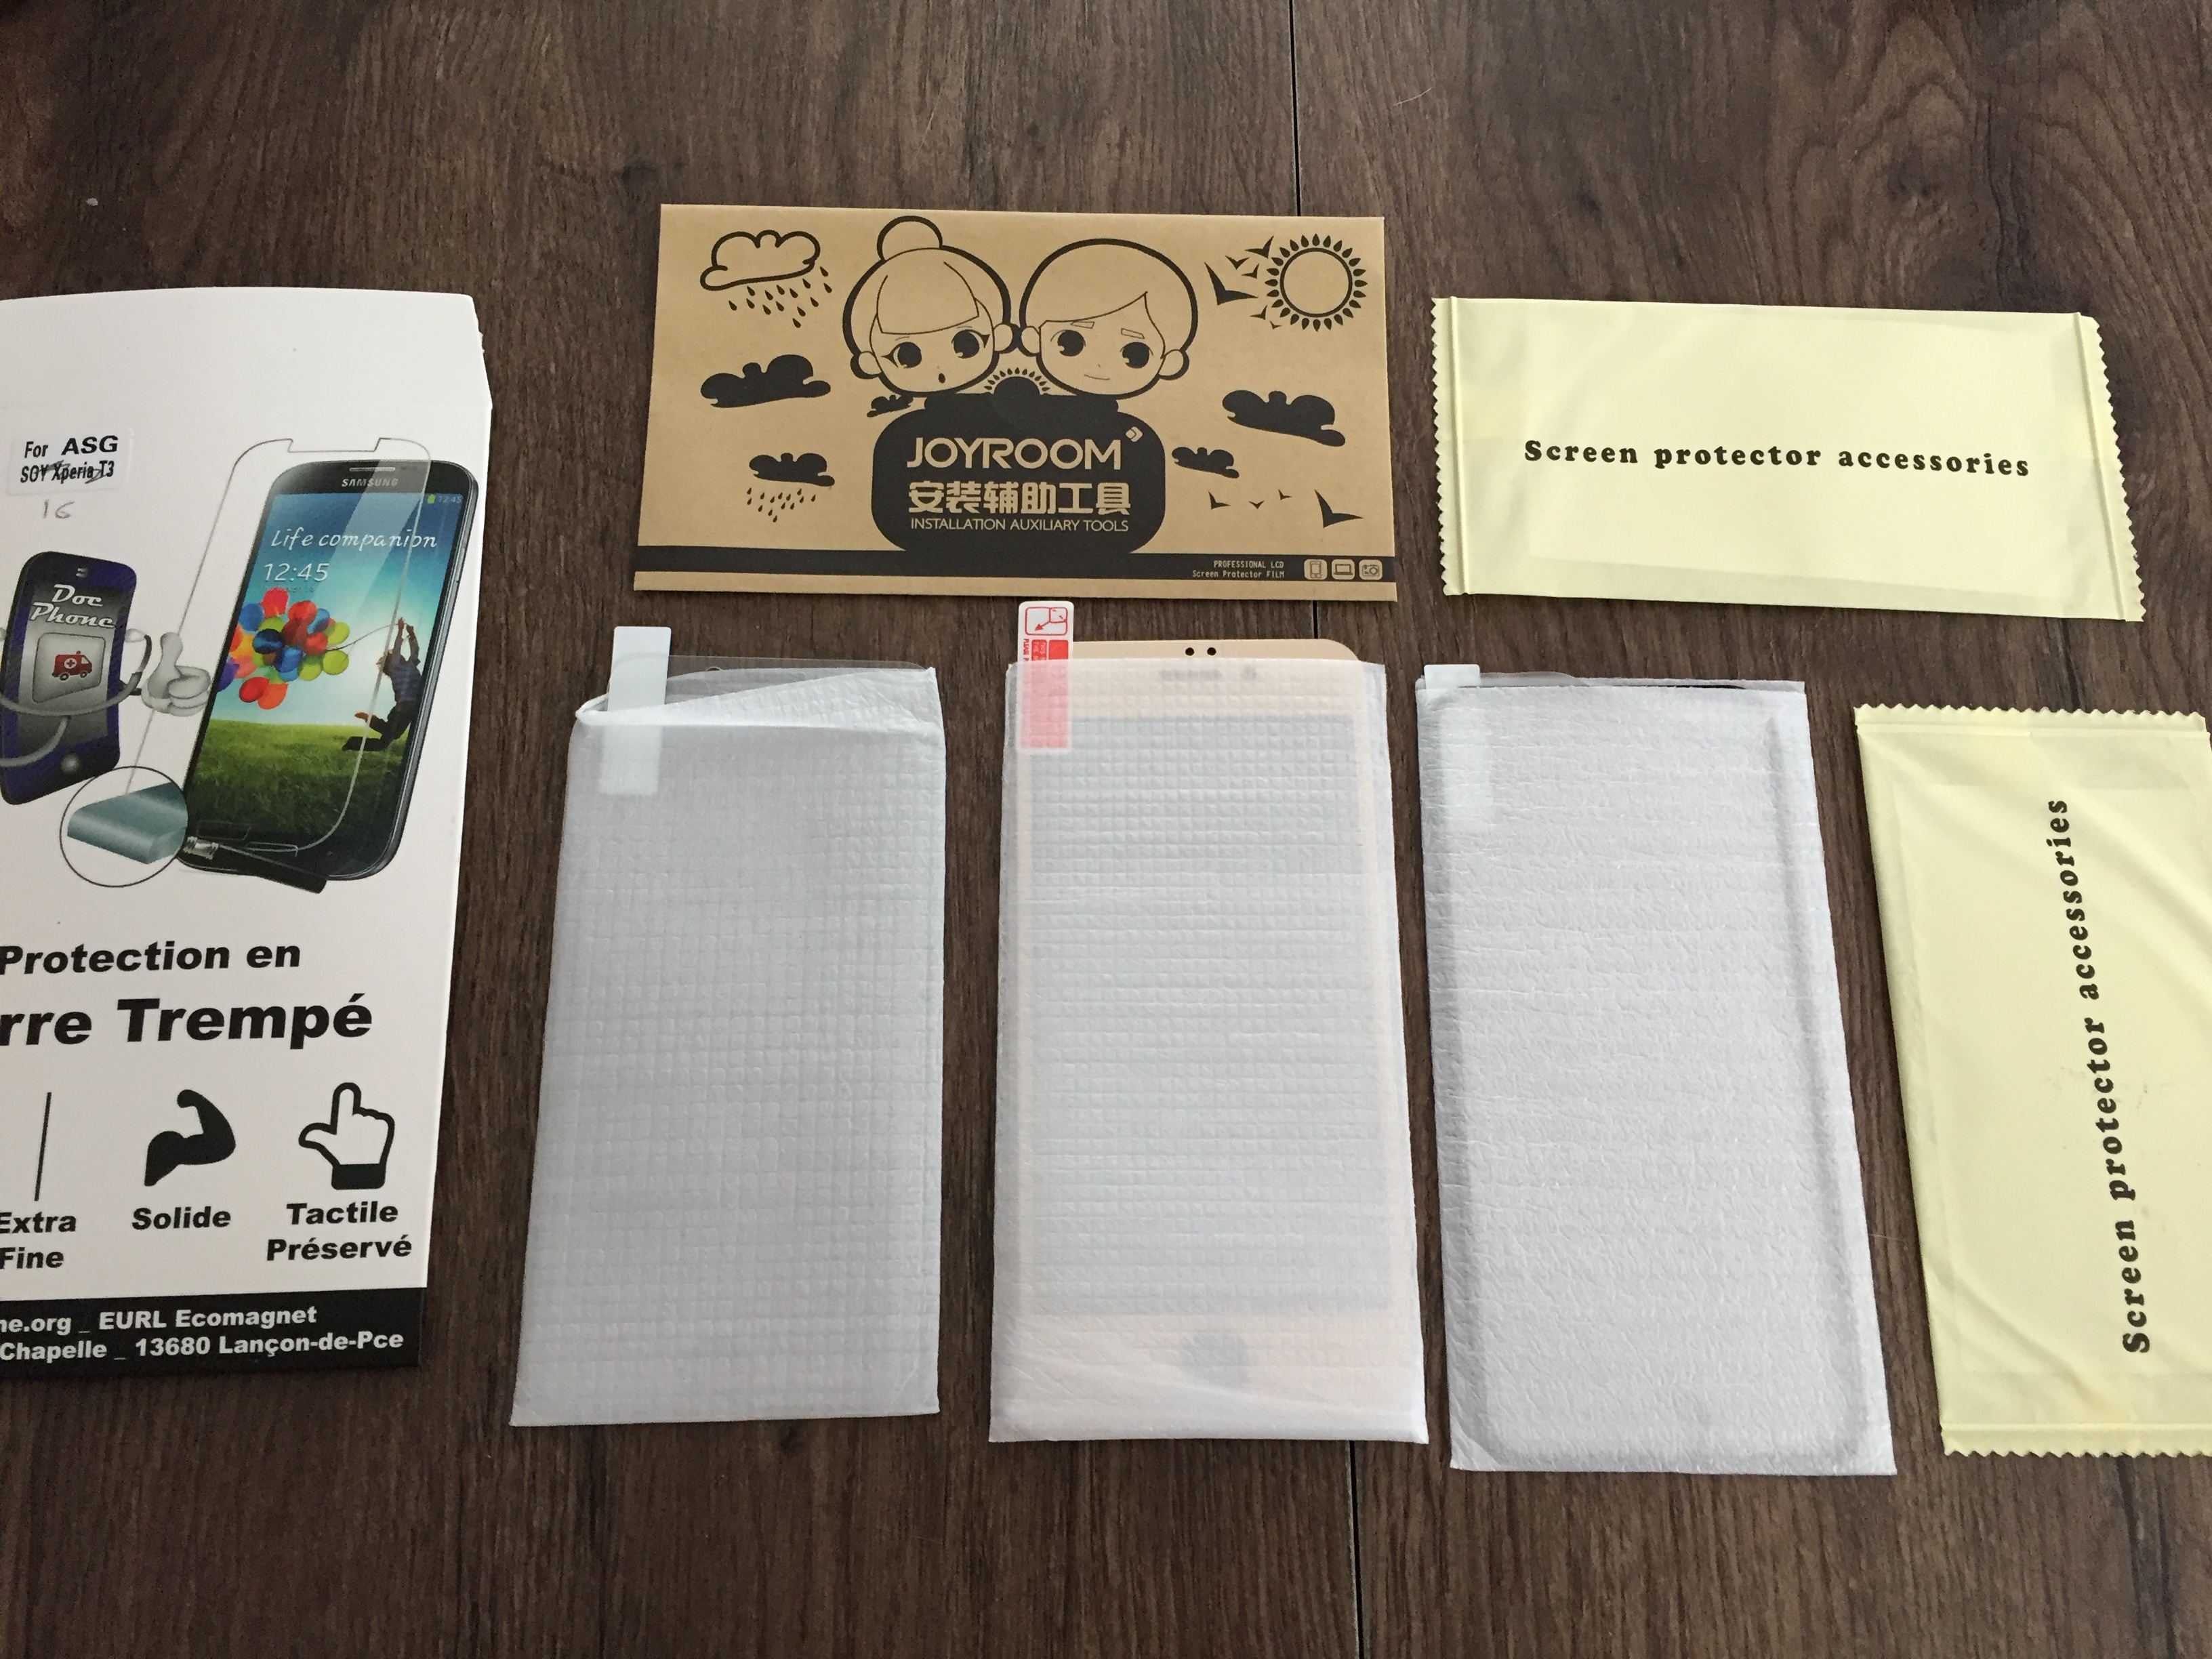 For ASG
SOY Xperia T3
16
SAMSUNG
12:45
Life companion
12:45
Doc
Phone
Protection en
rre Trempé
Extra
Fine
Solide
Tactile
Préservé
ne.org _ EURL Ecomagnet
Chapelle _ 13680 Lançon-de-Pce
JOYROOM
安装辅助工具
INSTALLATION AUXILIARY TOOLS
PROFESSIONAL LCD
Screen Protector FILM
Screen protector accessories
Screen protector accessories